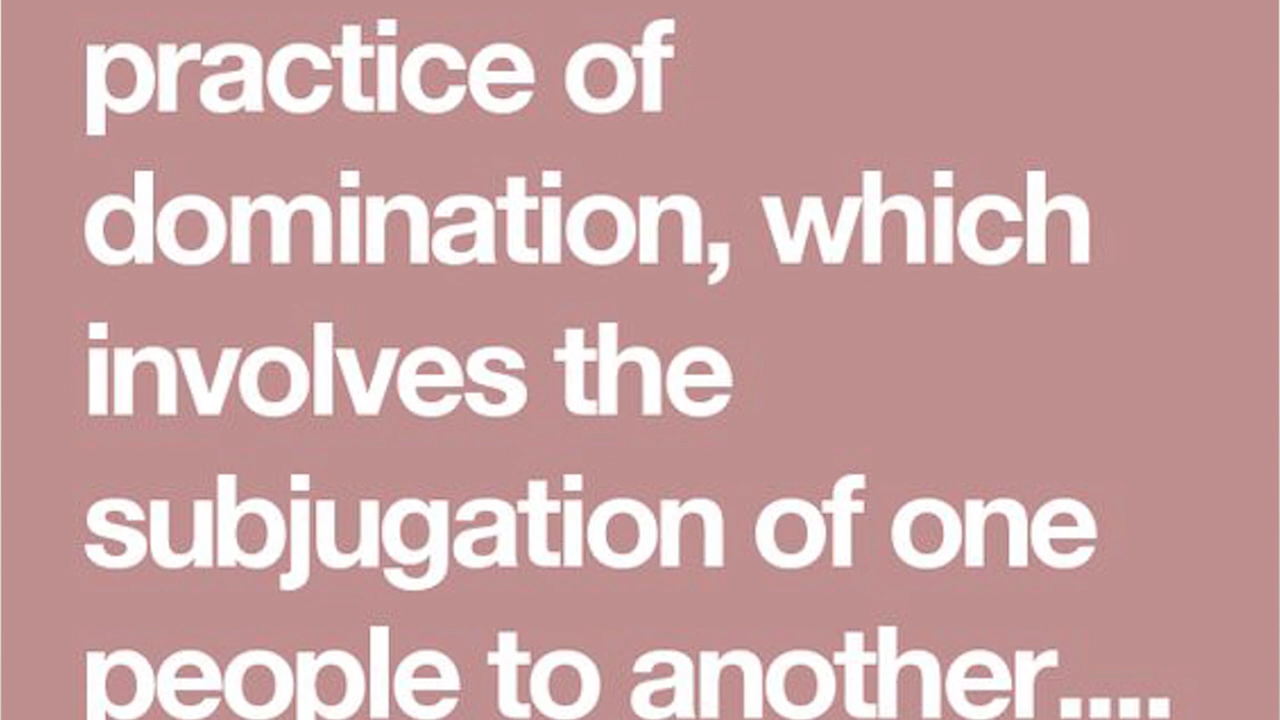 practice of
domination, which
involves the
subjugation of one
people to another....